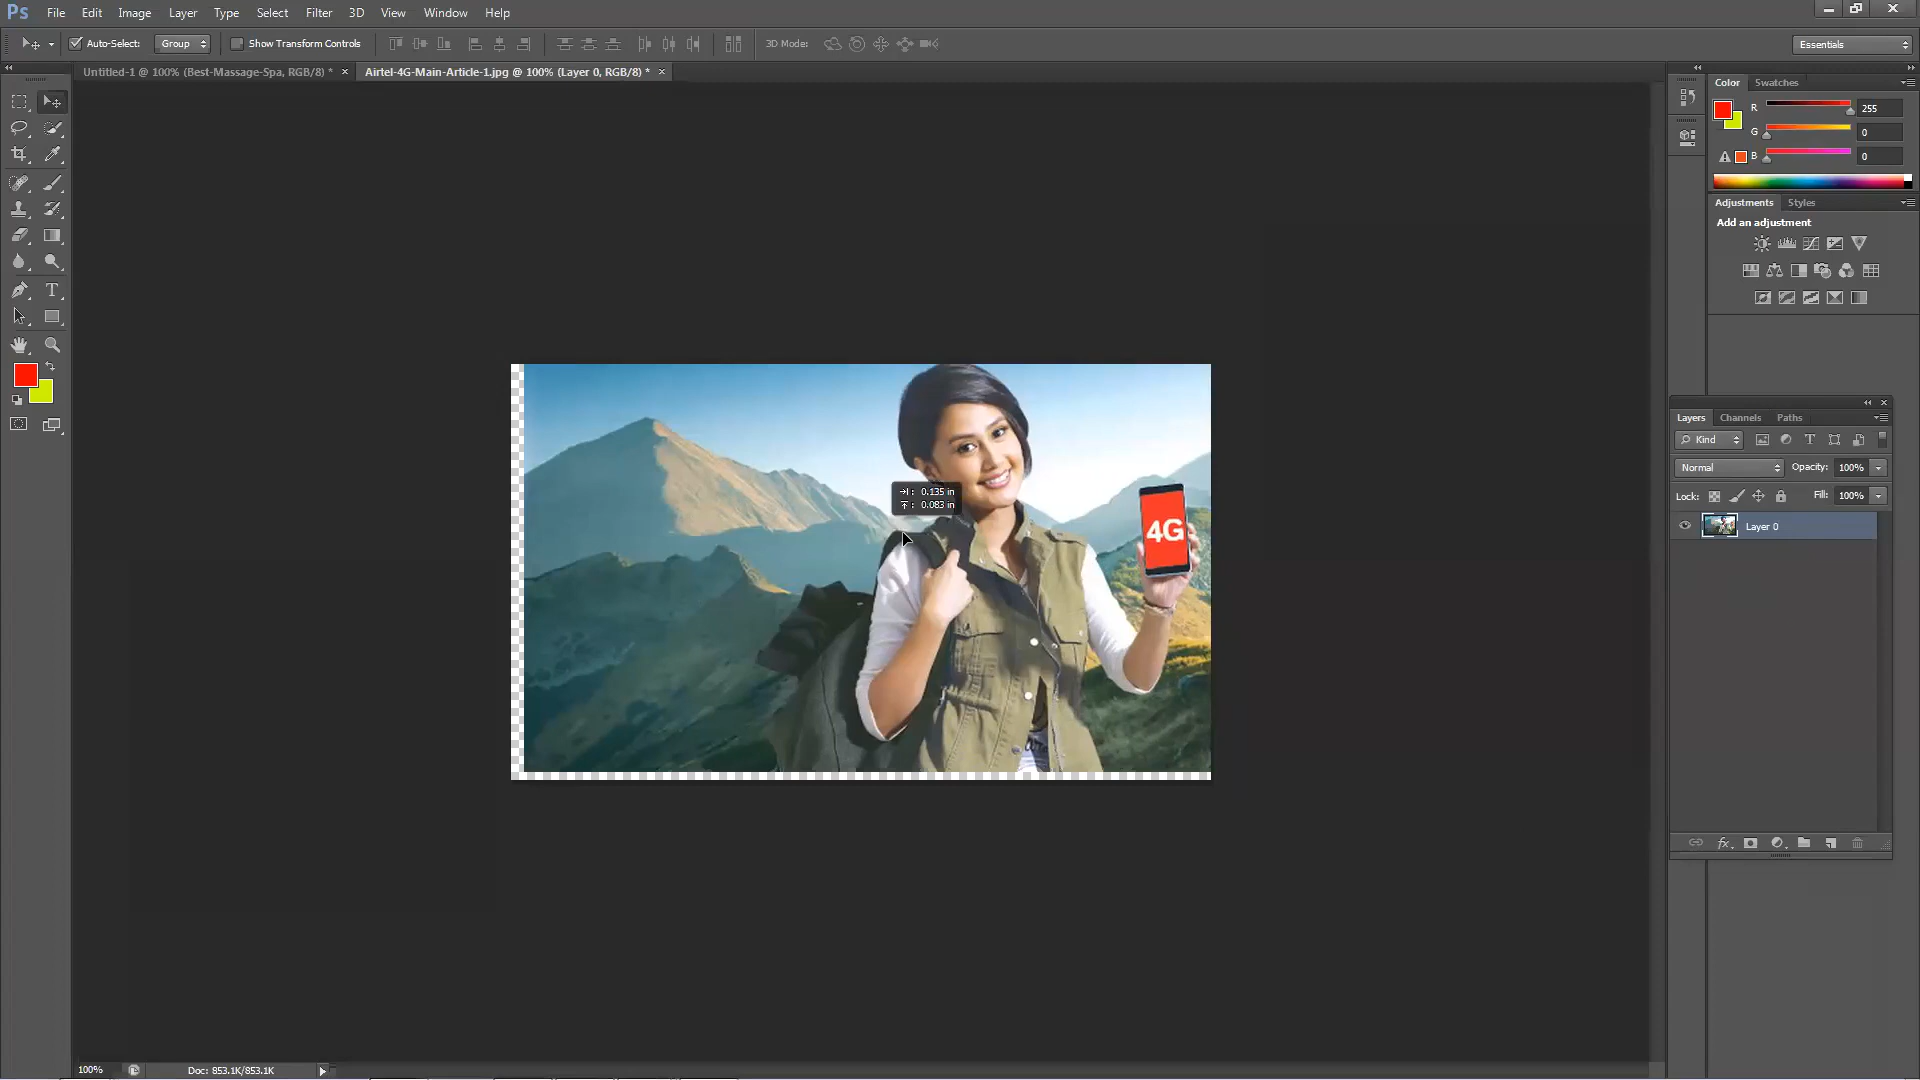 Ps File Edit Image Layer Type Select Filter 3D View Window Help
Auto-Select: Group Show Transform Controls 3D Mode: Essentials
Untitled-1 @ 100% (Best-Massage-Spa, RGB/8) * Airtel-4G-Main-Article-1.jpg @ 100% (Layer 0, RGB/8) *
Color Swatches
R 255
G 0
B 0
Adjustments Styles
Add an adjustment
Layers Channels Paths
Kind
Normal Opacity: 100%
Lock: Fill: 100%
Layer 0
0.135 in
0.083 in
4G
100% Doc: 853.1K/853.1K